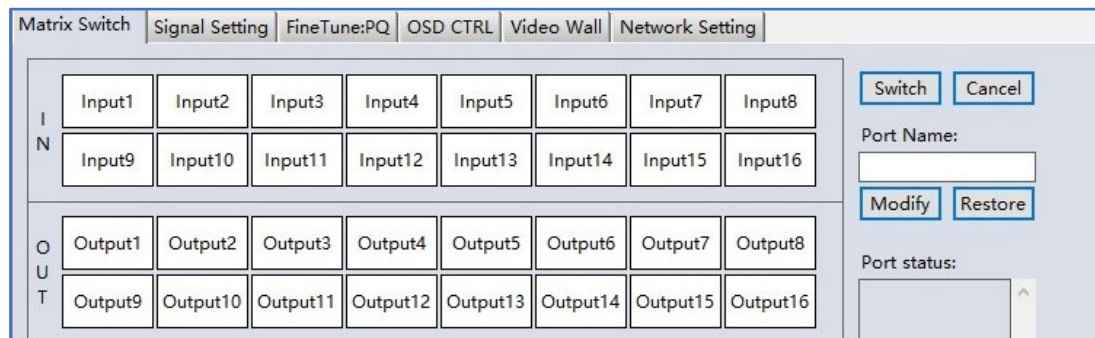 Matrix Switch Signal Setting FineTune:PQ OSD CTRL Video Wall Network Setting
IN
Input1 Input2 Input3 Input4 Input5 Input6 Input7 Input8
Input9 Input10 Input11 Input12 Input13 Input14 Input15 Input16
OUT
Output1 Output2 Output3 Output4 Output5 Output6 Output7 Output8
Output9 Output10 Output11 Output12 Output13 Output14 Output15 Output16
Switch Cancel
Port Name:
Modify Restore
Port status: